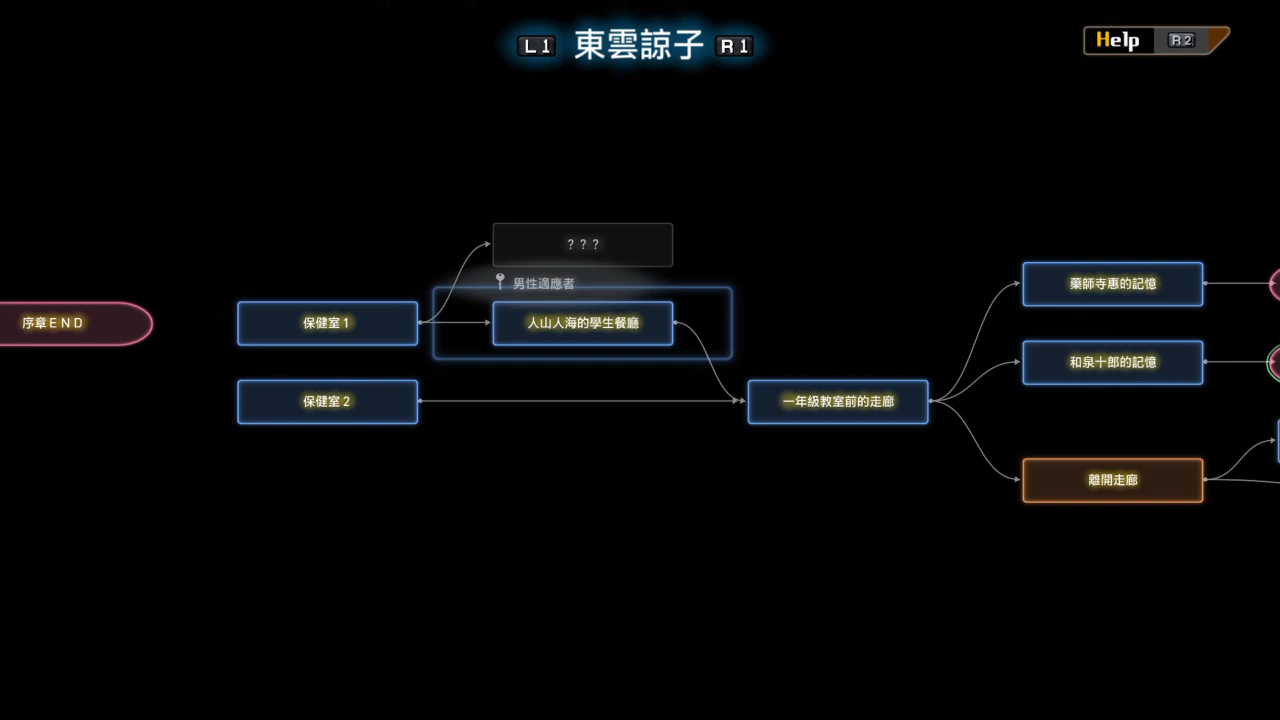 L1 東雲諒子 R1
Help R2
？？？
男性適應者
序章ＥＮＤ
保健室１
人山人海的學生餐廳
保健室２
一年級教室前的走廊
藥師寺惠的記憶
和泉十郎的記憶
離開走廊